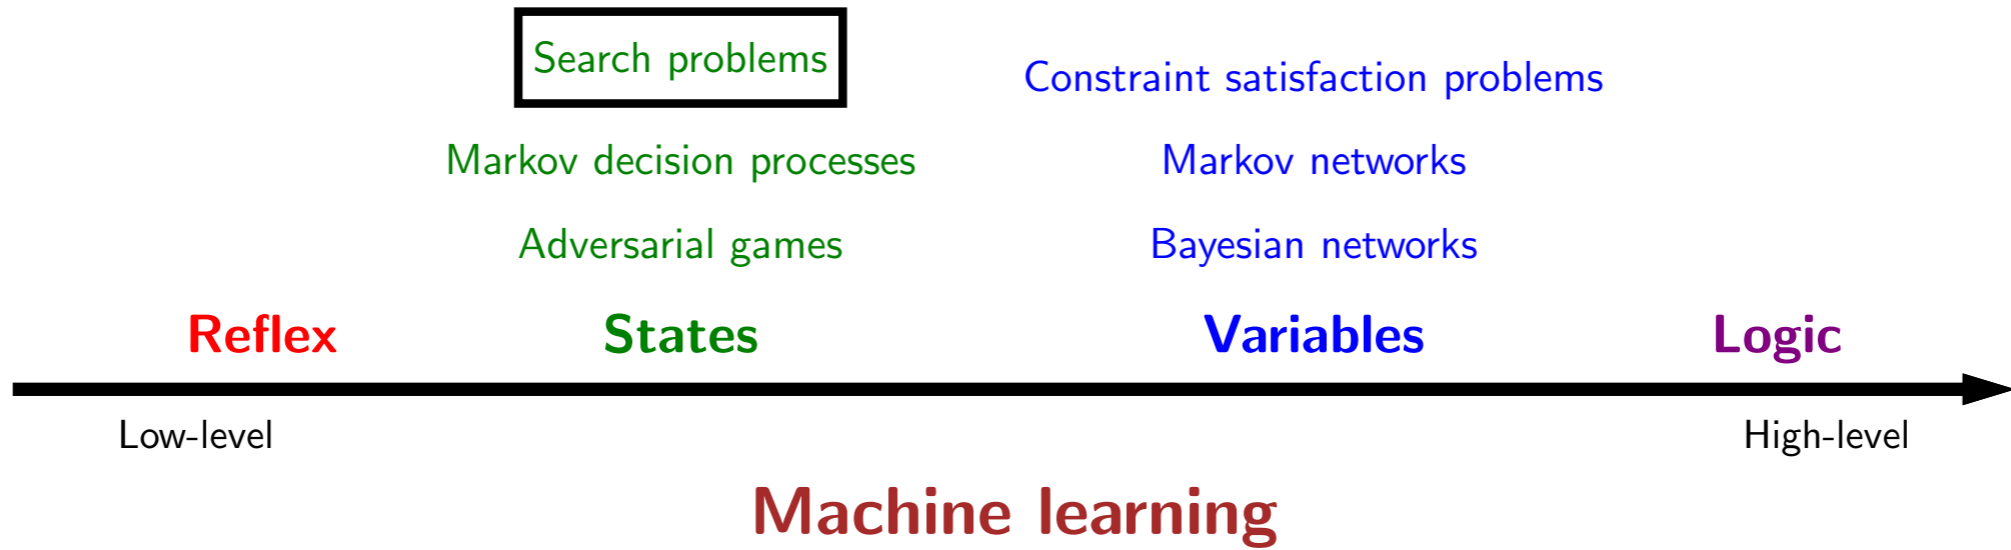 Search problems
Constraint satisfaction problems
Markov decision processes
Markov networks
Adversarial games
Bayesian networks
Reflex
States
Variables
Logic
Low-level
High-level
Machine learning